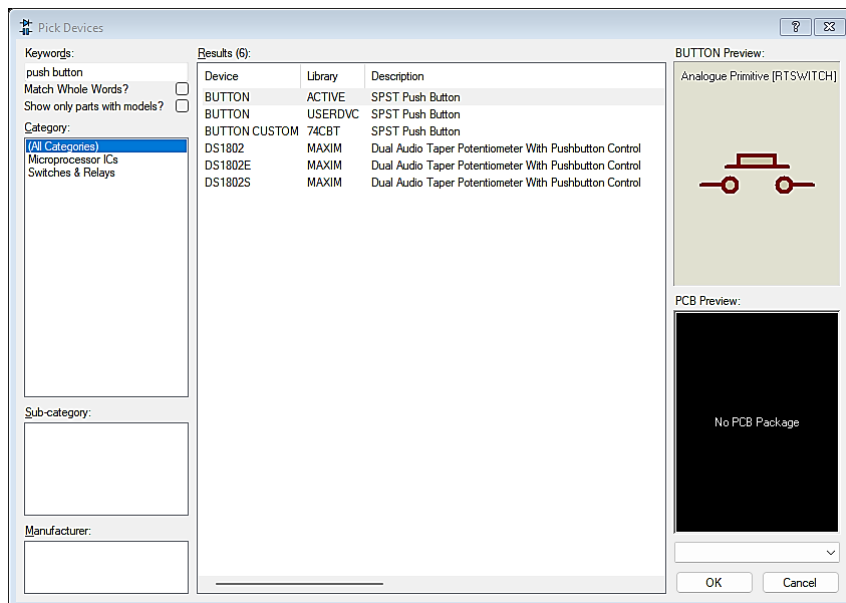 Pick Devices
Keywords:
push button
Match Whole Words?
Show only parts with models?
Category:
(All Categories)
Microprocessor ICs
Switches & Relays
Sub-category:
Manufacturer:
Results (6):
Device Library Description
BUTTON ACTIVE SPST Push Button
BUTTON USERDVC SPST Push Button
BUTTON CUSTOM 74CBT SPST Push Button
DS1802 MAXIM Dual Audio Taper Potentiometer With Pushbutton Control
DS1802E MAXIM Dual Audio Taper Potentiometer With Pushbutton Control
DS1802S MAXIM Dual Audio Taper Potentiometer With Pushbutton Control
BUTTON Preview:
Analogue Primitive [RTSWITCH]
PCB Preview:
No PCB Package
OK Cancel